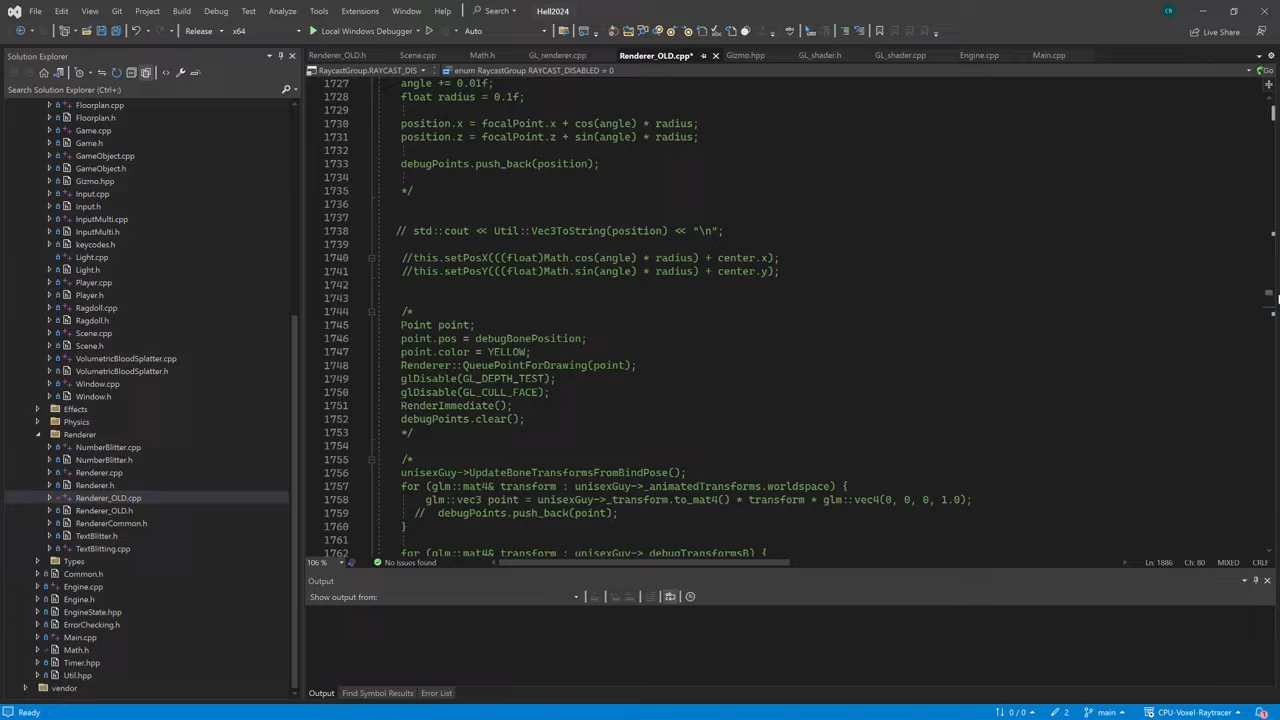 File Edit View Git Project Build Debug Test Analyze Tools Extensions Window Help Search Hell2024 CB
Release x64 Local Windows Debugger Auto Live Share
Solution Explorer
Search Solution Explorer (Ctrl+;)
Floorplan.cpp
Floorplan.h
Game.cpp
Game.h
GameObject.cpp
GameObject.h
Gizmo.hpp
Input.cpp
Input.h
InputMulti.cpp
InputMulti.h
keycodes.h
Light.cpp
Light.h
Player.cpp
Player.h
Ragdoll.cpp
Ragdoll.h
Scene.cpp
Scene.h
VolumetricBloodSplatter.cpp
VolumetricBloodSplatter.h
Window.cpp
Window.h
Effects
Physics
Renderer
NumberBlitter.cpp
NumberBlitter.h
Renderer.cpp
Renderer.h
Renderer_OLD.cpp
Renderer_OLD.h
RendererCommon.h
TextBlitter.h
TextBlitting.cpp
Types
Common.h
Engine.cpp
Engine.h
EngineState.hpp
ErrorChecking.h
Main.cpp
Math.h
Timer.hpp
Util.hpp
vendor
Renderer_OLD.h Scene.cpp Math.h GL_renderer.cpp Renderer_OLD.cpp* Gizmo.hpp GL_shader.h GL_shader.cpp Engine.cpp Main.cpp
RaycastGroup.RAYCAST_DIS enum RaycastGroup RAYCAST_DISABLED = 0 Go
1727 angle += 0.01f;
1728 float radius = 0.1f;
1729
1730 position.x = focalPoint.x + cos(angle) * radius;
1731 position.z = focalPoint.z + sin(angle) * radius;
1732
1733 debugPoints.push_back(position);
1734
1735 */
1736
1737
1738 // std::cout << Util::Vec3ToString(position) << "\n";
1739
1740 //this.setPosX(((float)Math.cos(angle) * radius) + center.x);
1741 //this.setPosY(((float)Math.sin(angle) * radius) + center.y);
1742
1743
1744 /*
1745 Point point;
1746 point.pos = debugBonePosition;
1747 point.color = YELLOW;
1748 Renderer::QueuePointForDrawing(point);
1749 glDisable(GL_DEPTH_TEST);
1750 glDisable(GL_CULL_FACE);
1751 RenderImmediate();
1752 debugPoints.clear();
1753 */
1754
1755 /*
1756 unisexGuy->UpdateBoneTransformsFromBindPose();
1757 for (glm::mat4& transform : unisexGuy->_animatedTransforms.worldspace) {
1758 glm::vec3 point = unisexGuy->_transform.to_mat4() * transform * glm::vec4(0, 0, 0, 1.0);
1759 // debugPoints.push_back(point);
1760 }
1761
1762 for (glm::mat4& transform : unisexGuy->_debugTransformsB) {
106 % No issues found Ln: 1886 Ch: 80 MIXED CRLF
Output
Show output from:
Output Find Symbol Results Error List
Ready 0 / 0 2 main CPU-Voxel-Raytracer